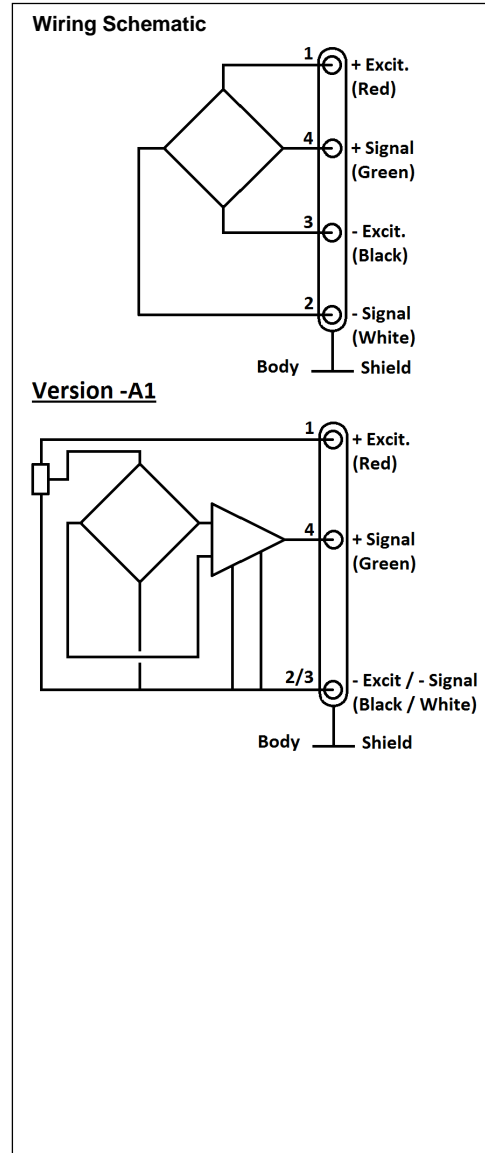 Wiring Schematic
1
+ Excit.
(Red)
4
+ Signal
(Green)
3
- Excit.
(Black)
2
- Signal
(White)
Body Shield
Version -A1
1
+ Excit.
(Red)
4
+ Signal
(Green)
2/3
- Excit / - Signal
(Black / White)
Body Shield